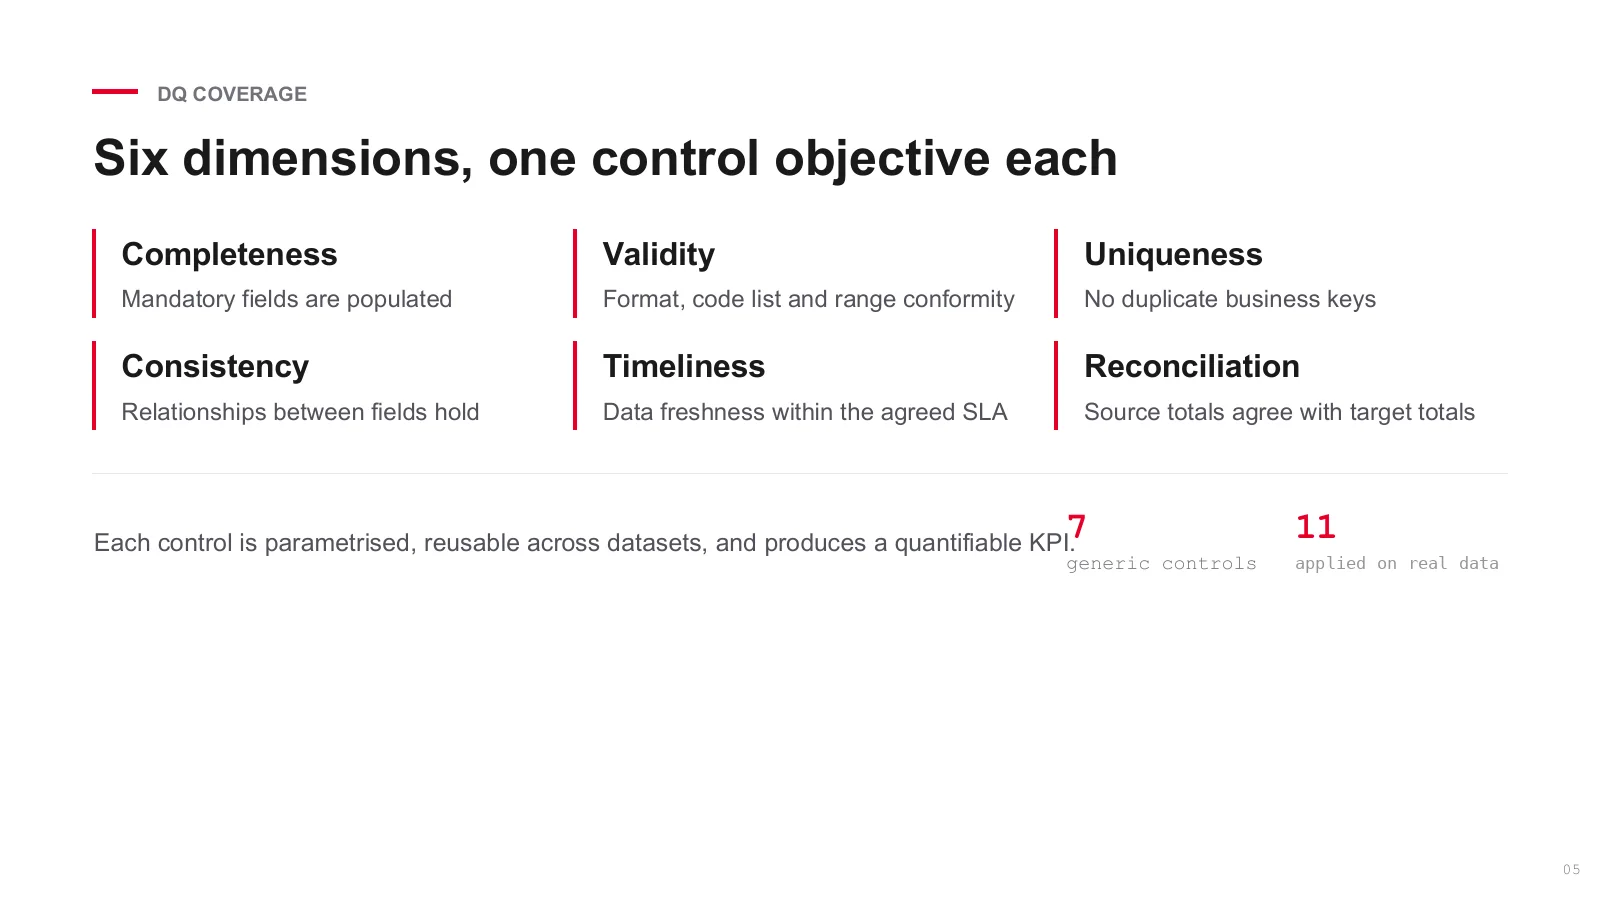 DQ COVERAGE
Six dimensions, one control objective each
Completeness
Mandatory fields are populated
Validity
Format, code list and range conformity
Uniqueness
No duplicate business keys
Consistency
Relationships between fields hold
Timeliness
Data freshness within the agreed SLA
Reconciliation
Source totals agree with target totals
Each control is parametrised, reusable across datasets, and produces a quantifiable KPI.
7
generic controls
11
applied on real data
05